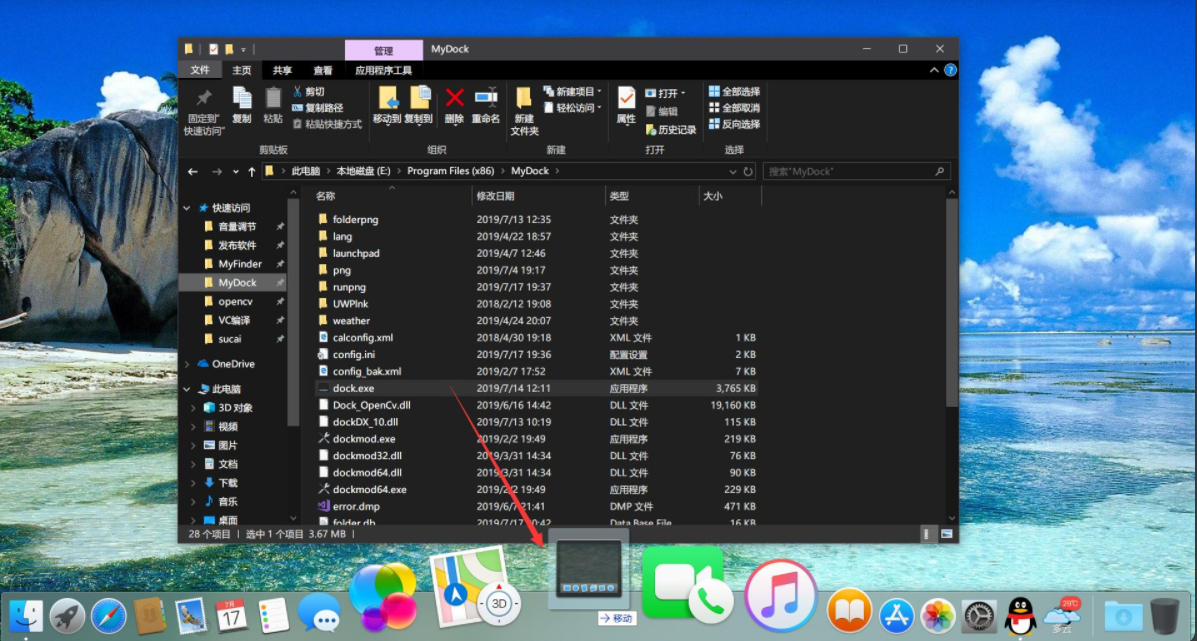 管理 MyDock
文件 主页 共享 查看 应用程序工具
固定到"快速访问"
复制
粘贴
剪切
复制路径
粘贴快捷方式
剪贴板
移动到
复制到
删除
重命名
组织
新建文件夹
新建项目
轻松访问
新建
属性
打开
编辑
历史记录
打开
全部选择
全部取消
反向选择
选择
此电脑 > 本地磁盘 (E:) > Program Files (x86) > MyDock >
搜索"MyDock"
快速访问
音量调节
发布软件
MyFinder
MyDock
opencv
VC编译
sucai
OneDrive
此电脑
3D 对象
视频
图片
文档
下载
音乐
桌面
名称 修改日期 类型 大小
folderpng 2019/7/13 12:35 文件夹
lang 2019/4/22 18:57 文件夹
launchpad 2019/4/7 12:46 文件夹
png 2019/7/4 19:17 文件夹
runpng 2019/7/17 19:37 文件夹
UWPlnk 2018/2/12 19:08 文件夹
weather 2019/4/24 20:07 文件夹
calconfig.xml 2018/4/30 19:18 XML 文件 1 KB
config.ini 2019/7/17 19:36 配置设置 2 KB
config_bak.xml 2019/2/7 17:52 XML 文件 7 KB
dock.exe 2019/7/14 12:11 应用程序 3,765 KB
Dock_OpenCv.dll 2019/6/16 14:42 DLL 文件 19,160 KB
dockDX_10.dll 2019/7/13 10:19 DLL 文件 115 KB
dockmod.exe 2019/2/2 19:49 应用程序 219 KB
dockmod32.dll 2019/3/31 14:34 DLL 文件 76 KB
dockmod64.dll 2019/3/31 14:34 DLL 文件 90 KB
dockmod64.exe 2019/2/2 19:49 应用程序 229 KB
error.dmp 2019/6/7 21:41 DMP 文件 471 KB
folder.db 2019/7/17 10:42 Data Base File 16 KB
28 个项目 | 选中 1 个项目 3.67 MB |
3D
移动
7月
17
29℃
多云